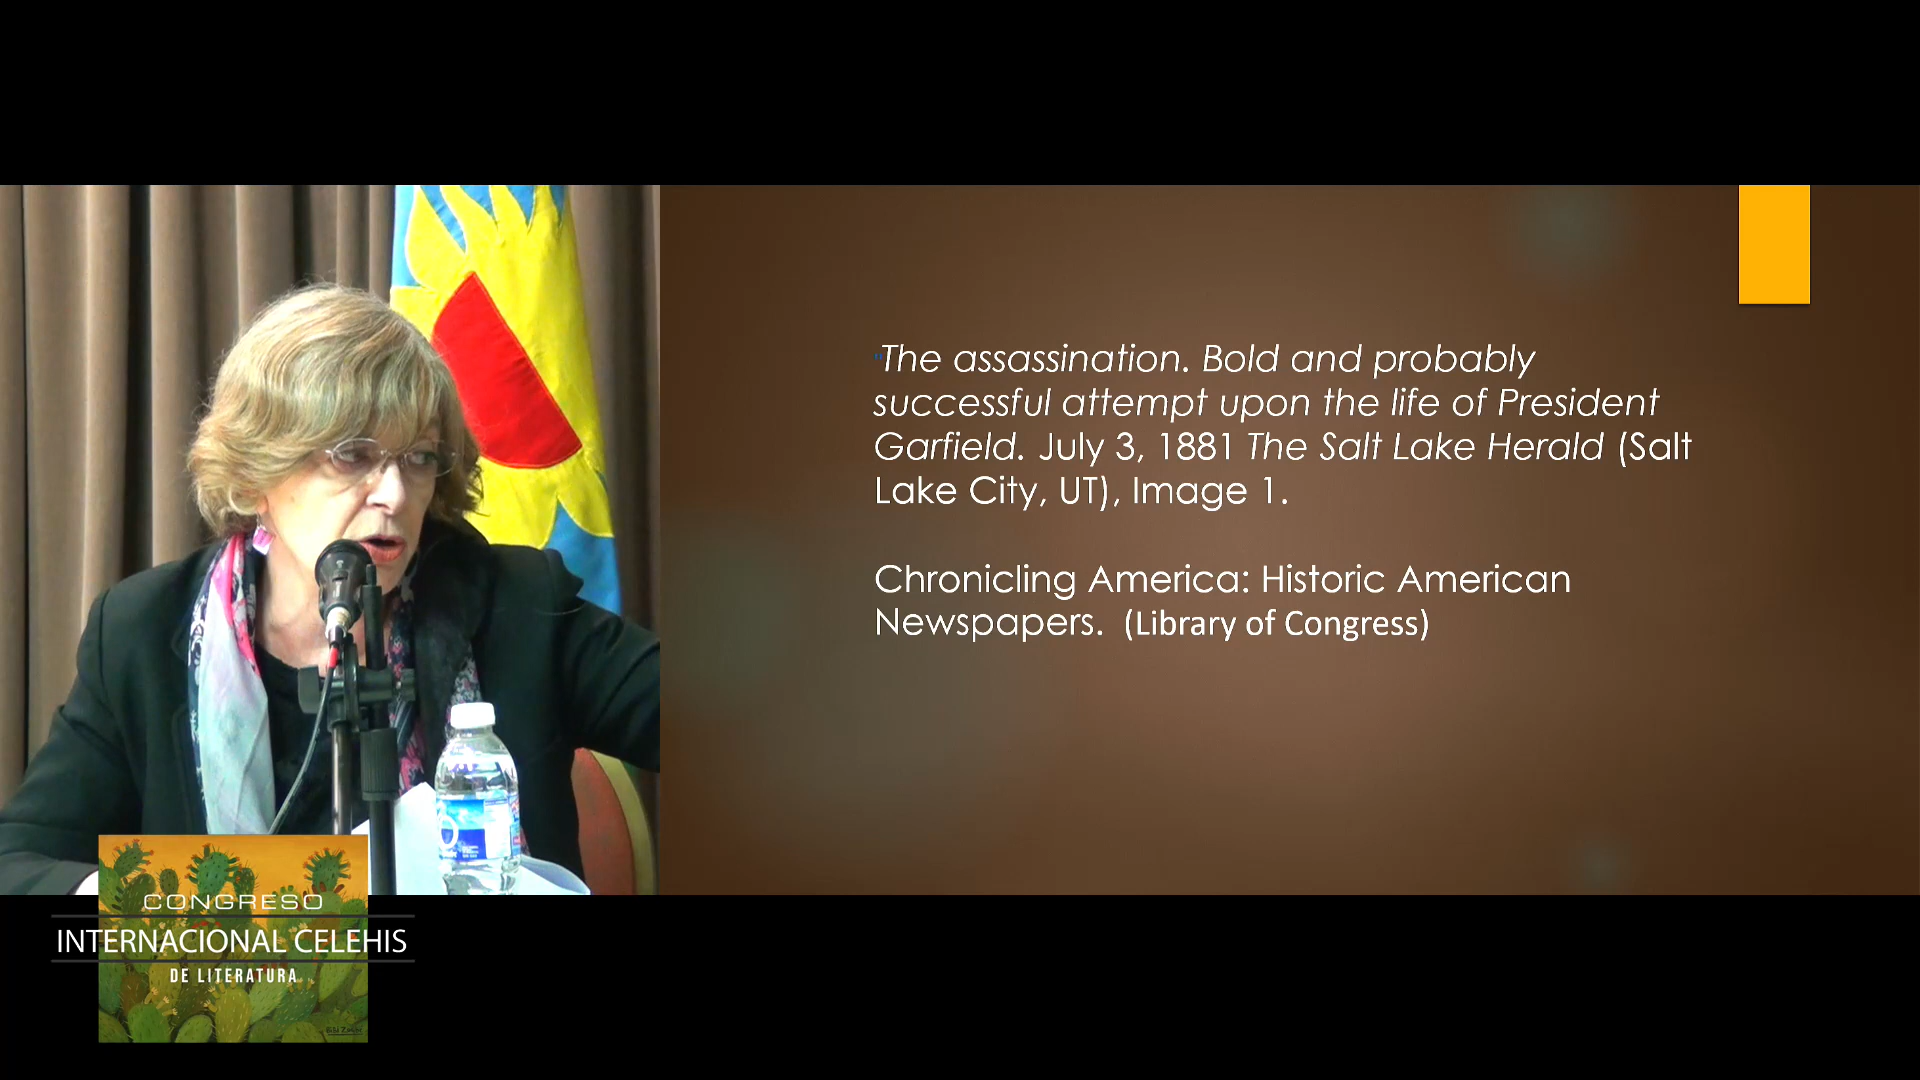 "The assassination. Bold and probably
successful attempt upon the life of President
Garfield. July 3, 1881 The Salt Lake Herald (Salt
Lake City, UT), Image 1.
Chronicling America: Historic American
Newspapers. (Library of Congress)
CONGRESO
INTERNACIONAL CELEHIS
DE LITERATURA